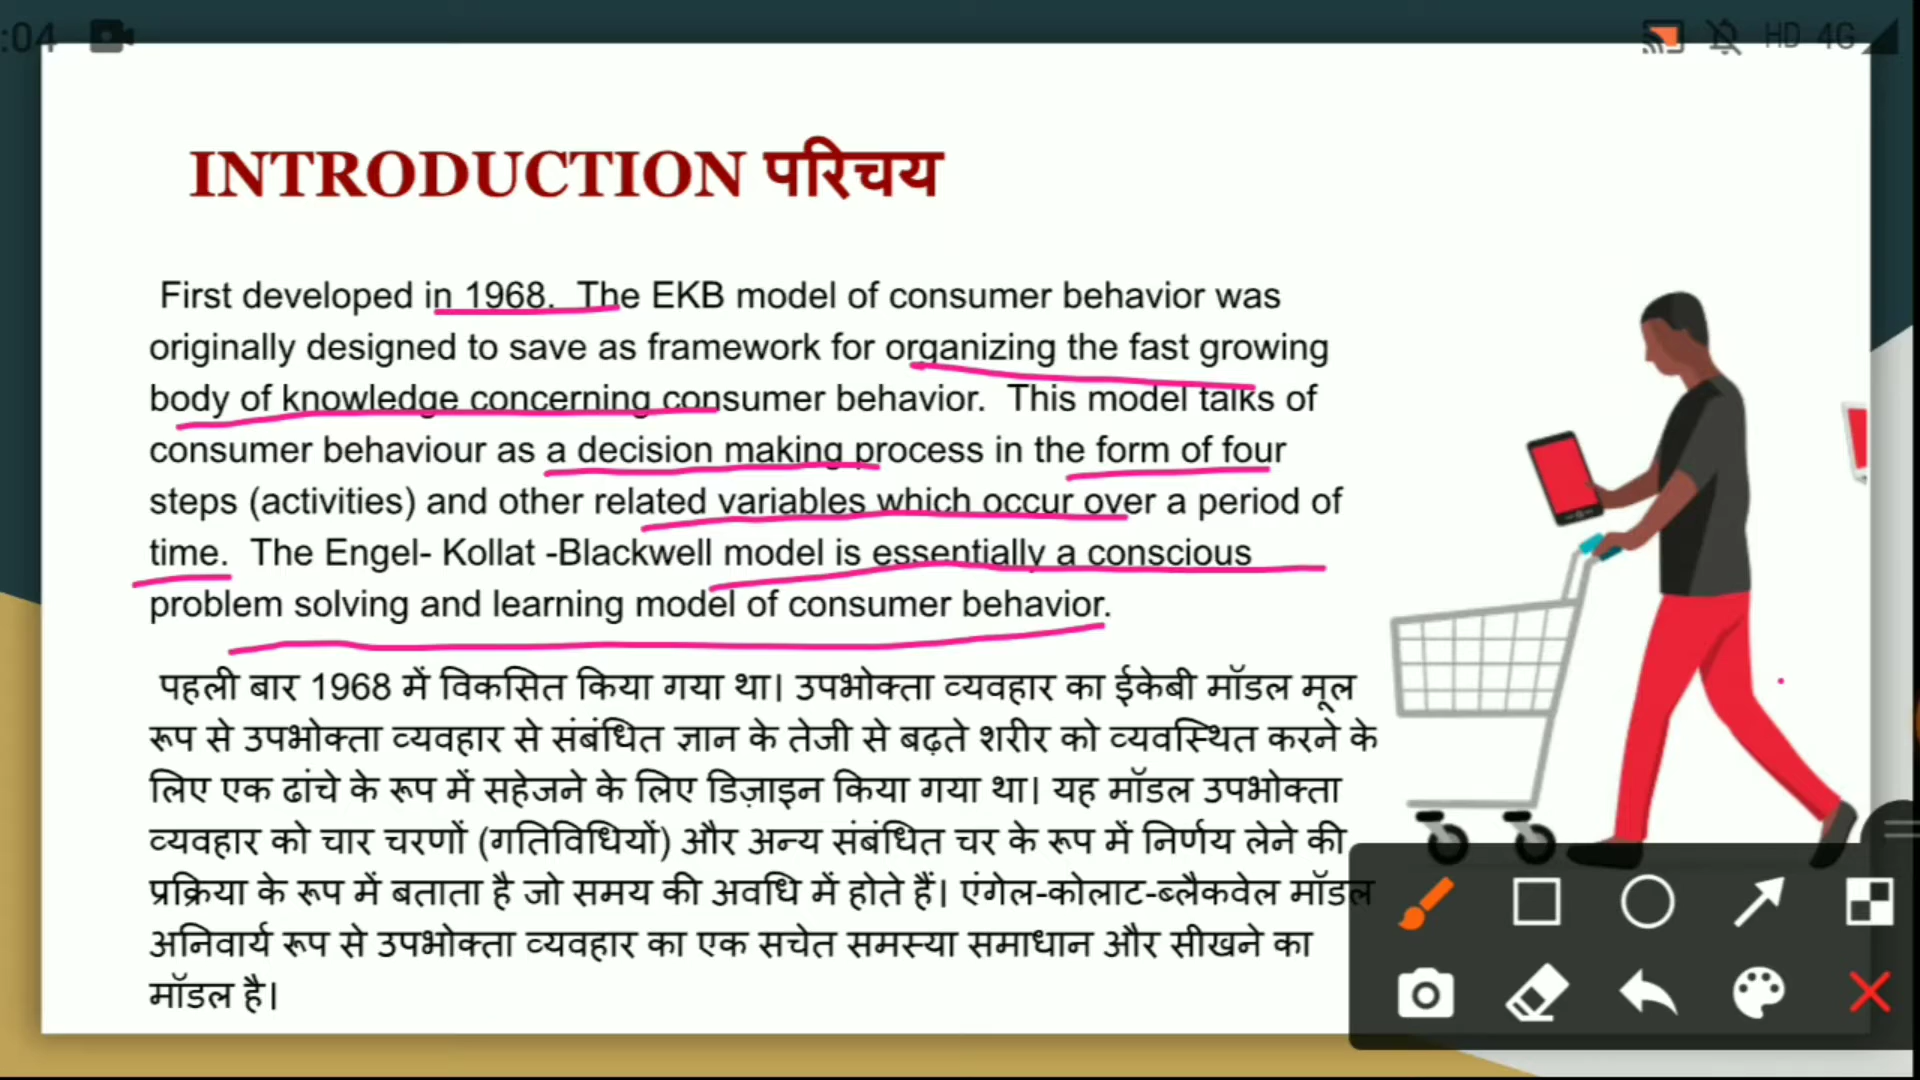 :04
HD 4G
INTRODUCTION परिचय
First developed in 1968. The EKB model of consumer behavior was
originally designed to save as framework for organizing the fast growing
body of knowledge concerning consumer behavior. This model talks of
consumer behaviour as a decision making process in the form of four
steps (activities) and other related variables which occur over a period of
time. The Engel- Kollat -Blackwell model is essentially a conscious
problem solving and learning model of consumer behavior.
पहली बार 1968 में विकसित किया गया था। उपभोक्ता व्यवहार का ईकेबी मॉडल मूल
रूप से उपभोक्ता व्यवहार से संबंधित ज्ञान के तेजी से बढ़ते शरीर को व्यवस्थित करने के
लिए एक ढांचे के रूप में सहेजने के लिए डिज़ाइन किया गया था। यह मॉडल उपभोक्ता
व्यवहार को चार चरणों (गतिविधियों) और अन्य संबंधित चर के रूप में निर्णय लेने की
प्रक्रिया के रूप में बताता है जो समय की अवधि में होते हैं। एंगेल-कोलाट-ब्लैकवेल मॉडल
अनिवार्य रूप से उपभोक्ता व्यवहार का एक सचेत समस्या समाधान और सीखने का
मॉडल है।